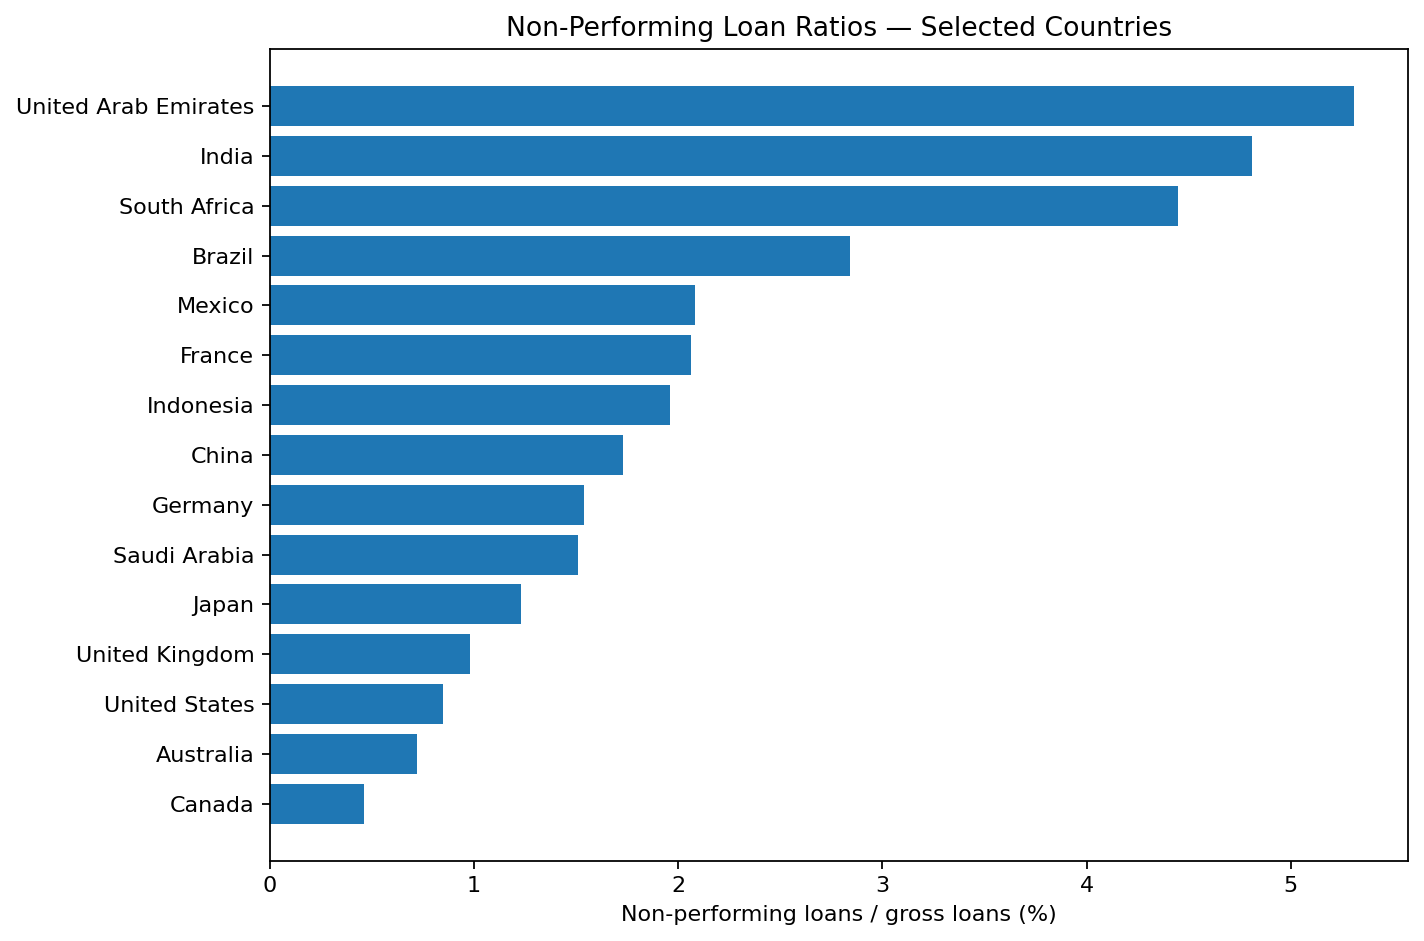 Non-Performing Loan Ratios — Selected Countries
United Arab Emirates
India
South Africa
Brazil
Mexico
France
Indonesia
China
Germany
Saudi Arabia
Japan
United Kingdom
United States
Australia
Canada
0 1 2 3 4 5
Non-performing loans / gross loans (%)